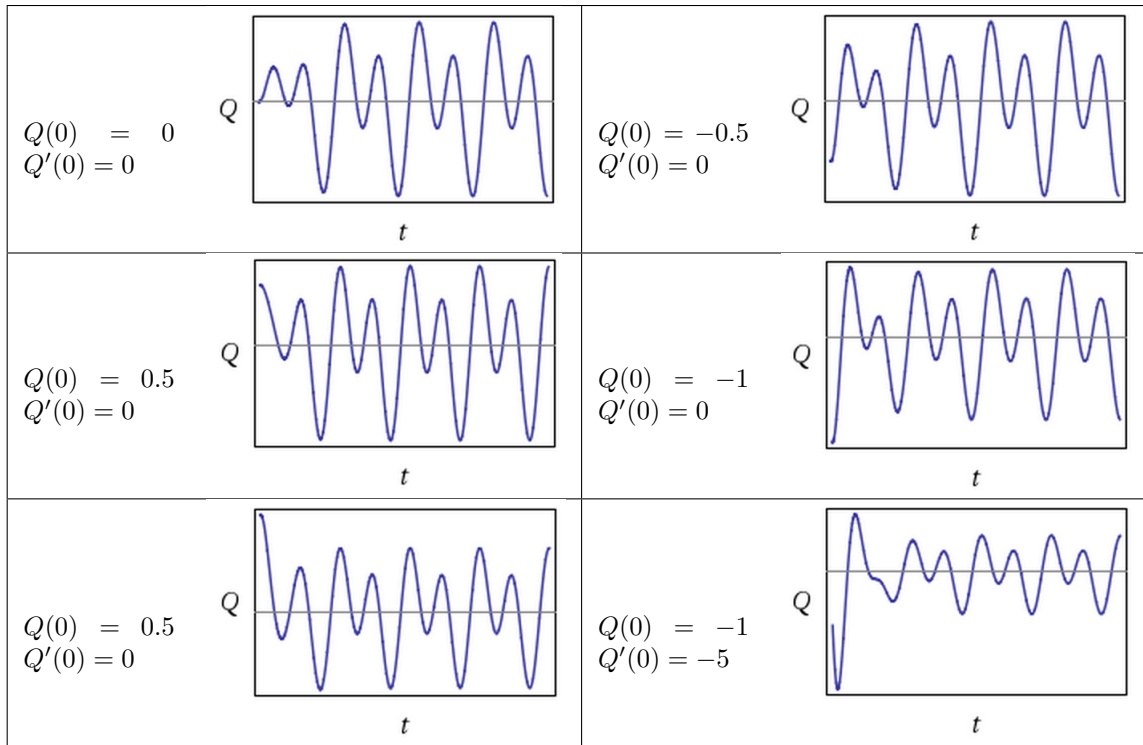 Q
Q(0) = 0
Q′(0) = 0
t
Q
Q(0) = −0.5
Q′(0) = 0
t
Q
Q(0) = 0.5
Q′(0) = 0
t
Q
Q(0) = −1
Q′(0) = 0
t
Q
Q(0) = 0.5
Q′(0) = 0
t
Q
Q(0) = −1
Q′(0) = −5
t